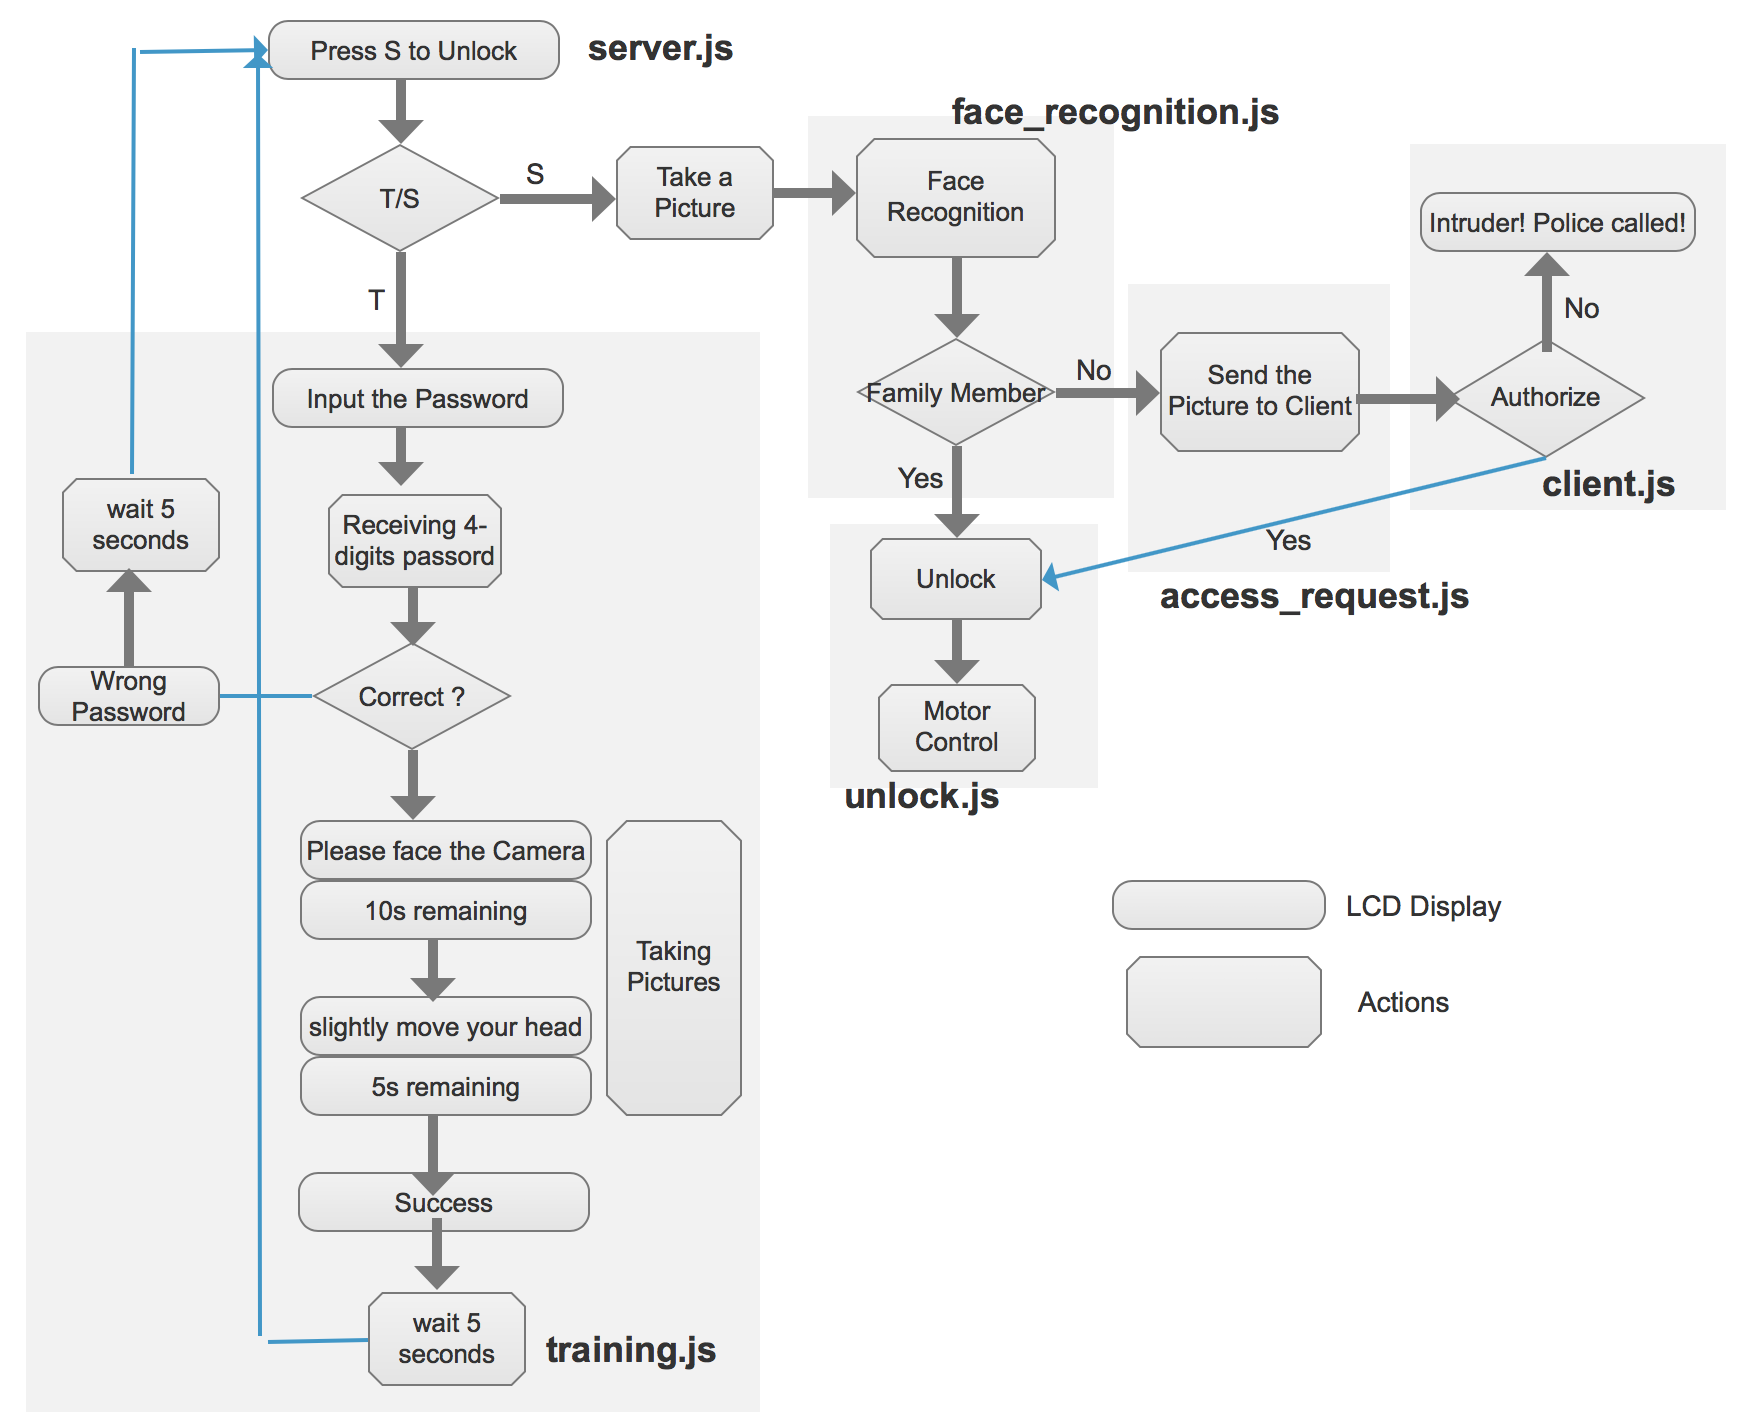 Press S to Unlock
server.js
T/S
S
Take a
Picture
face_recognition.js
Face
Recognition
Intruder! Police called!
No
T
Input the Password
Family Member
No
Send the
Picture to Client
Authorize
client.js
Yes
Yes
access_request.js
wait 5
seconds
Receiving 4-
digits passord
Unlock
Wrong
Password
Correct ?
Motor
Control
unlock.js
Please face the Camera
10s remaining
Taking
Pictures
slightly move your head
5s remaining
Success
wait 5
seconds
training.js
LCD Display
Actions